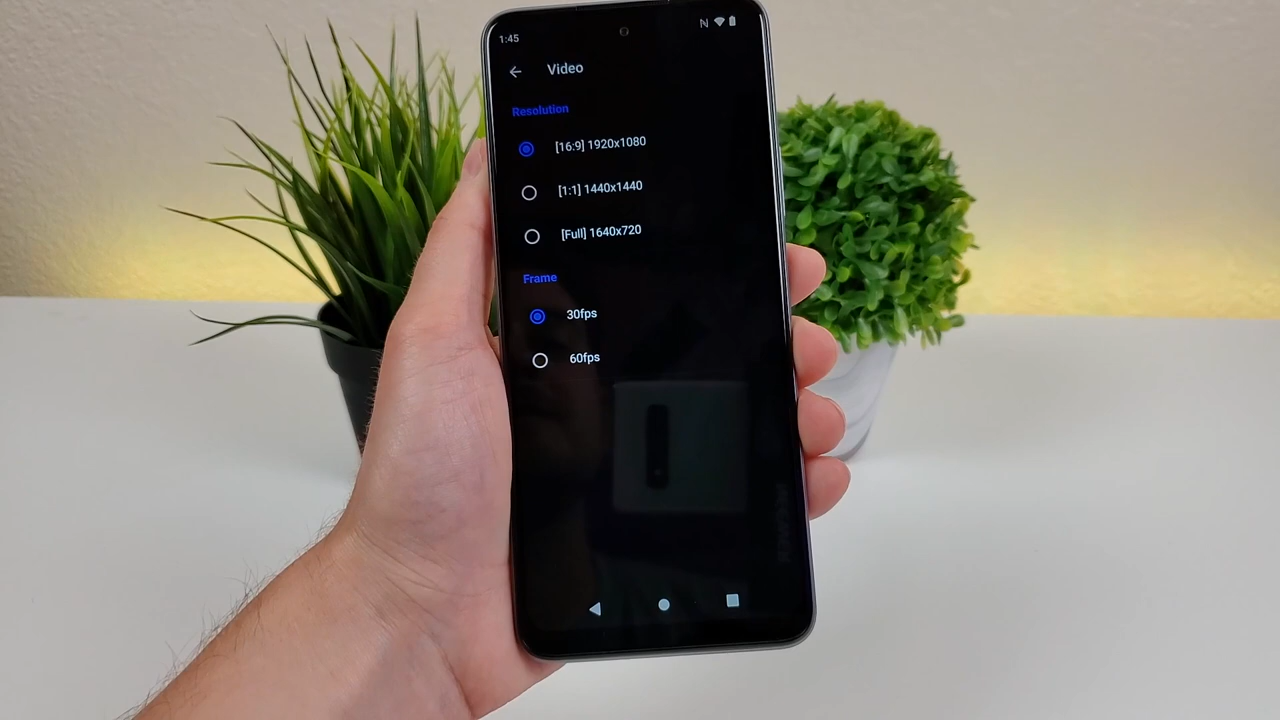 1:45
Video
Resolution
[16:9] 1920x1080
[1:1] 1440x1440
[Full] 1640x720
Frame
30fps
60fps